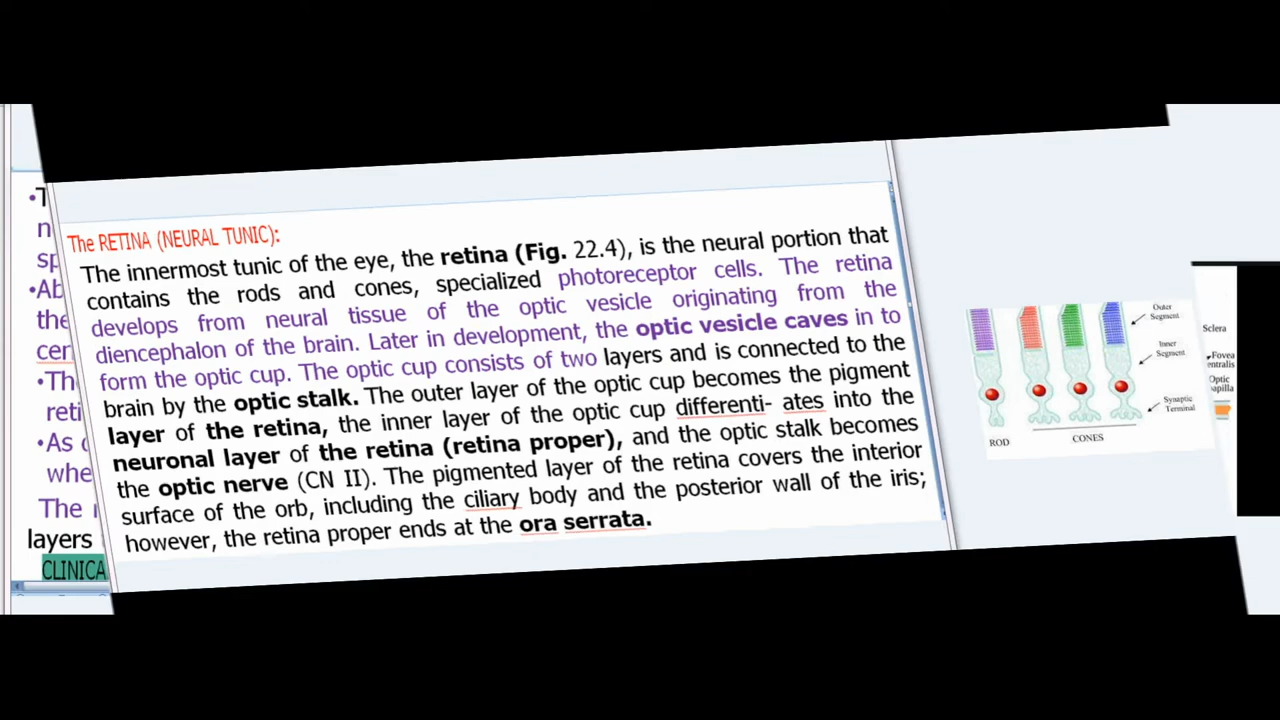 The RETINA (NEURAL TUNIC):
The innermost tunic of the eye, the retina (Fig. 22.4), is the neural portion that
contains the rods and cones, specialized photoreceptor cells. The retina
develops from neural tissue of the optic vesicle originating from the
diencephalon of the brain. Later in development, the optic vesicle caves in to
form the optic cup. The optic cup consists of two layers and is connected to the
brain by the optic stalk. The outer layer of the optic cup becomes the pigment
layer of the retina, the inner layer of the optic cup differenti- ates into the
neuronal layer of the retina (retina proper), and the optic stalk becomes
the optic nerve (CN II). The pigmented layer of the retina covers the interior
surface of the orb, including the ciliary body and the posterior wall of the iris;
however, the retina proper ends at the ora serrata.
layers
CLINICA
Outer
Segment
Inner
Segment
Synaptic
Terminal
ROD
CONES
Sclera
Fovea
entralis
Optic
papilla